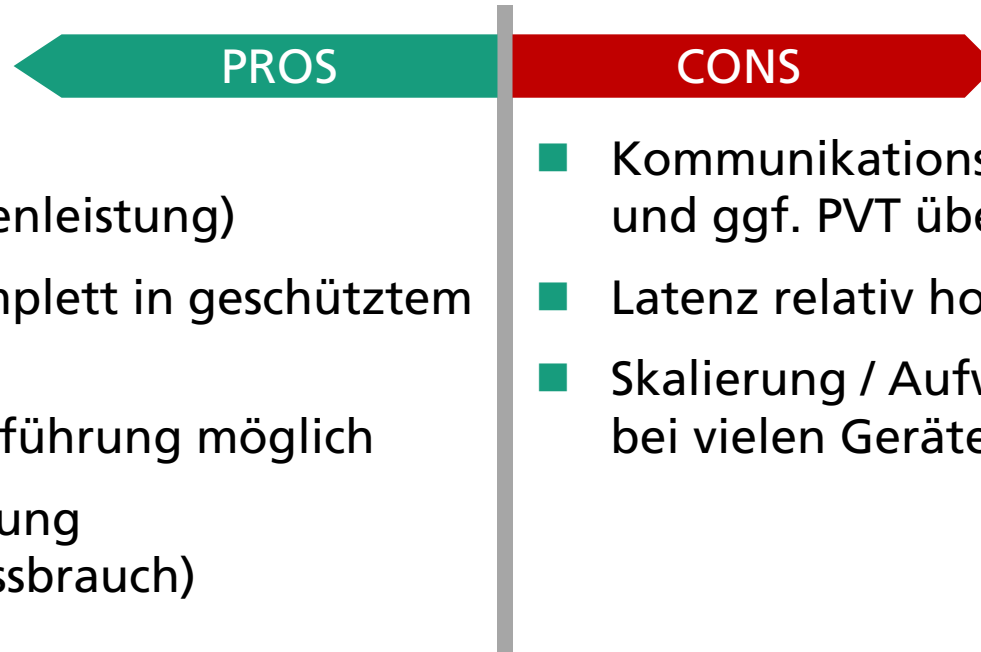 PROS
enleistung)
nplett in geschütztem
führung möglich
ung
ssbrauch)
CONS
Kommunikations
und ggf. PVT übe
Latenz relativ ho
Skalierung / Aufw
bei vielen Geräte